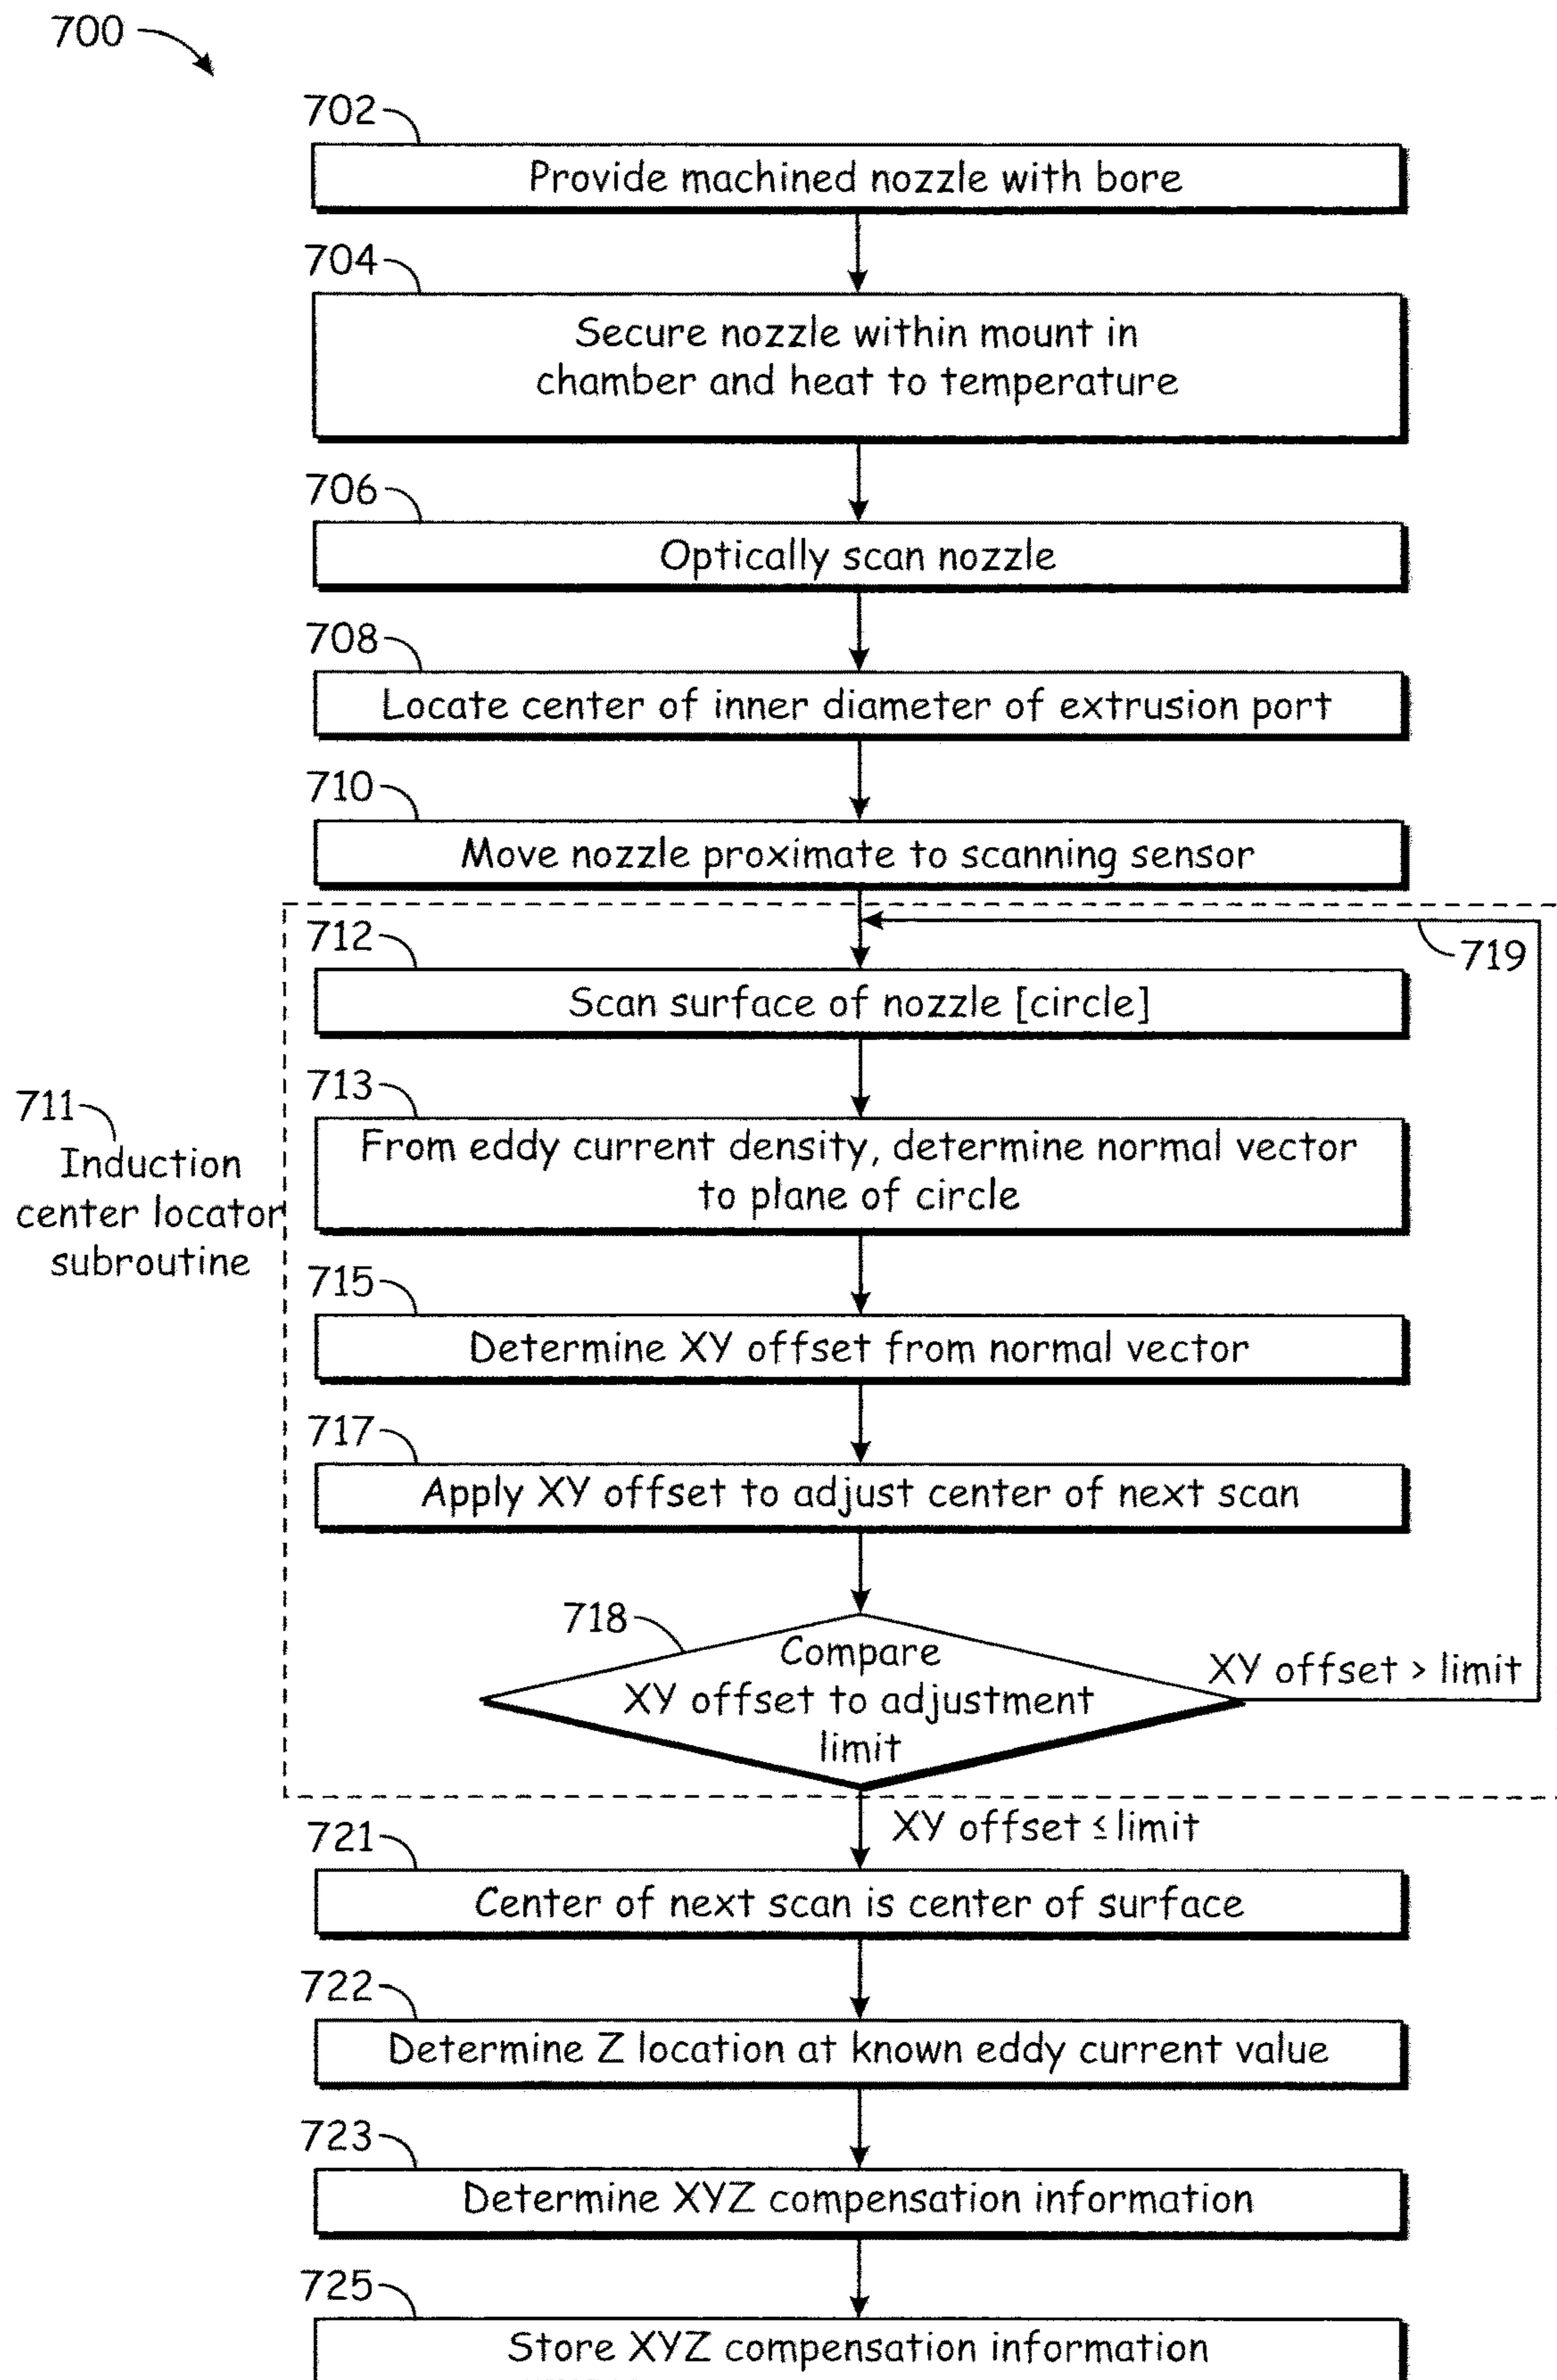 700
702
Provide machined nozzle with bore
704
Secure nozzle within mount in
chamber and heat to temperature
706
Optically scan nozzle
708
Locate center of inner diameter of extrusion port
710
Move nozzle proximate to scanning sensor
712
719
Scan surface of nozzle [circle]
711
Induction
center locator
subroutine
713
From eddy current density, determine normal vector
to plane of circle
715
Determine XY offset from normal vector
717
Apply XY offset to adjust center of next scan
718
Compare
XY offset to adjustment
limit
XY offset > limit
XY offset ≤ limit
721
Center of next scan is center of surface
722
Determine Z location at known eddy current value
723
Determine XYZ compensation information
725
Store XYZ compensation information